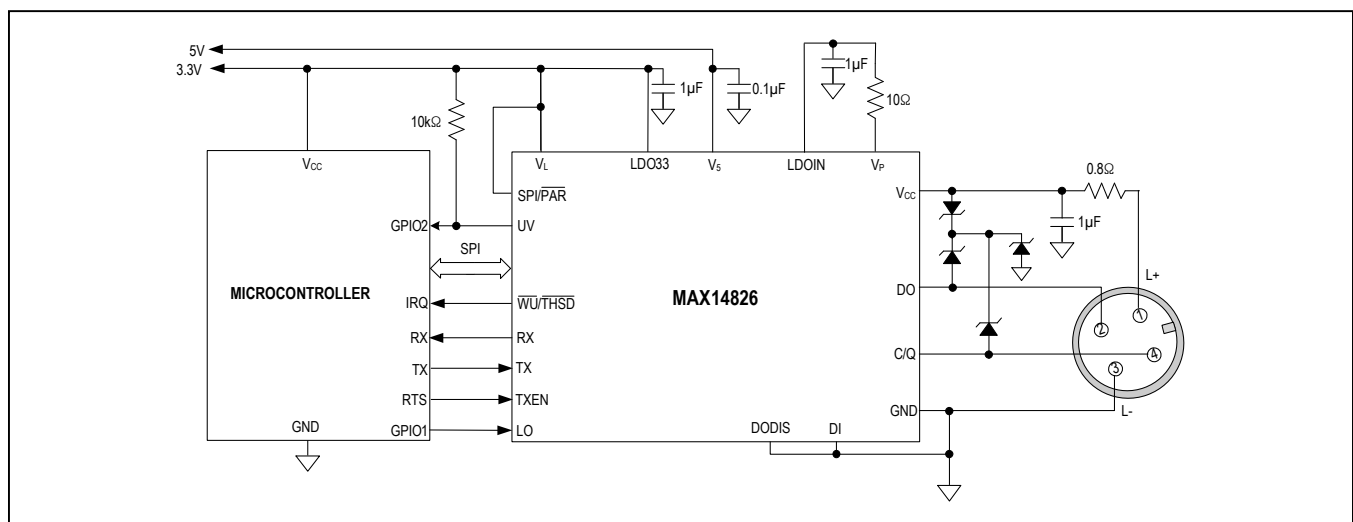 5V
3.3V
1µF
0.1µF
1µF
10Ω
10kΩ
VCC
VL
LDO33
V5
LDOIN
VP
SPI/PAR
VCC
0.8Ω
1µF
GPIO2
UV
SPI
MICROCONTROLLER
MAX14826
L+
IRQ
WU/THSD
DO
1
2
RX
RX
C/Q
4
3
TX
TX
RTS
TXEN
GND
L-
GND
GPIO1
LO
DODIS
DI